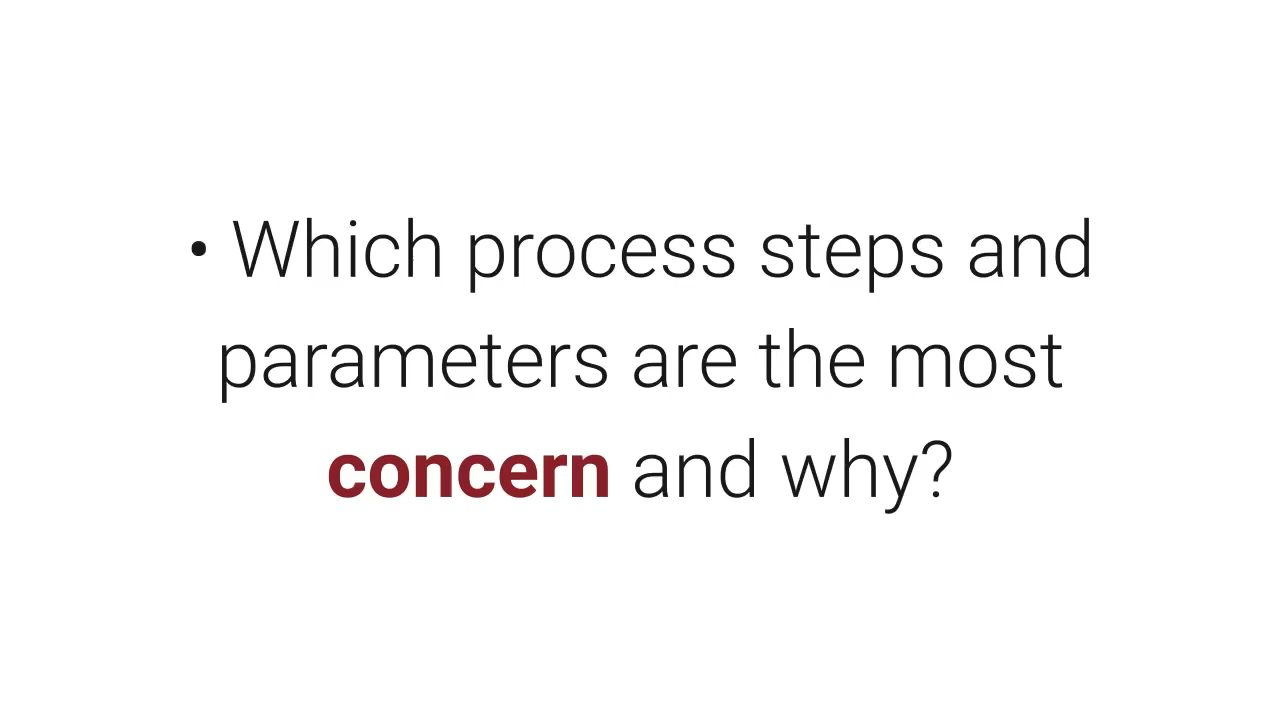 • Which process steps and
parameters are the most
concern and why?